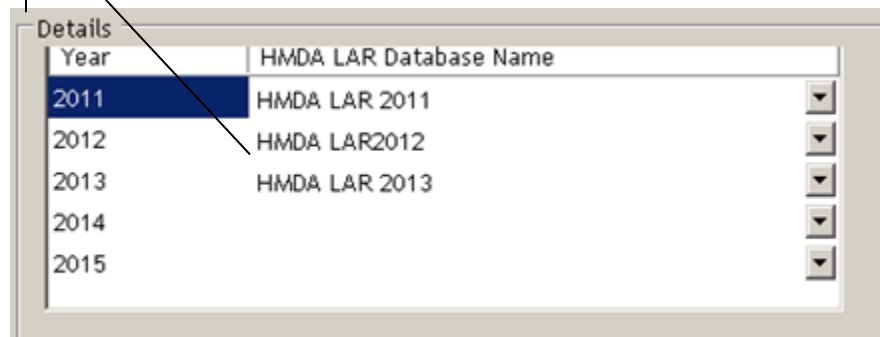 Details
Year HMDA LAR Database Name
2011 HMDA LAR 2011
2012 HMDA LAR2012
2013 HMDA LAR 2013
2014
2015